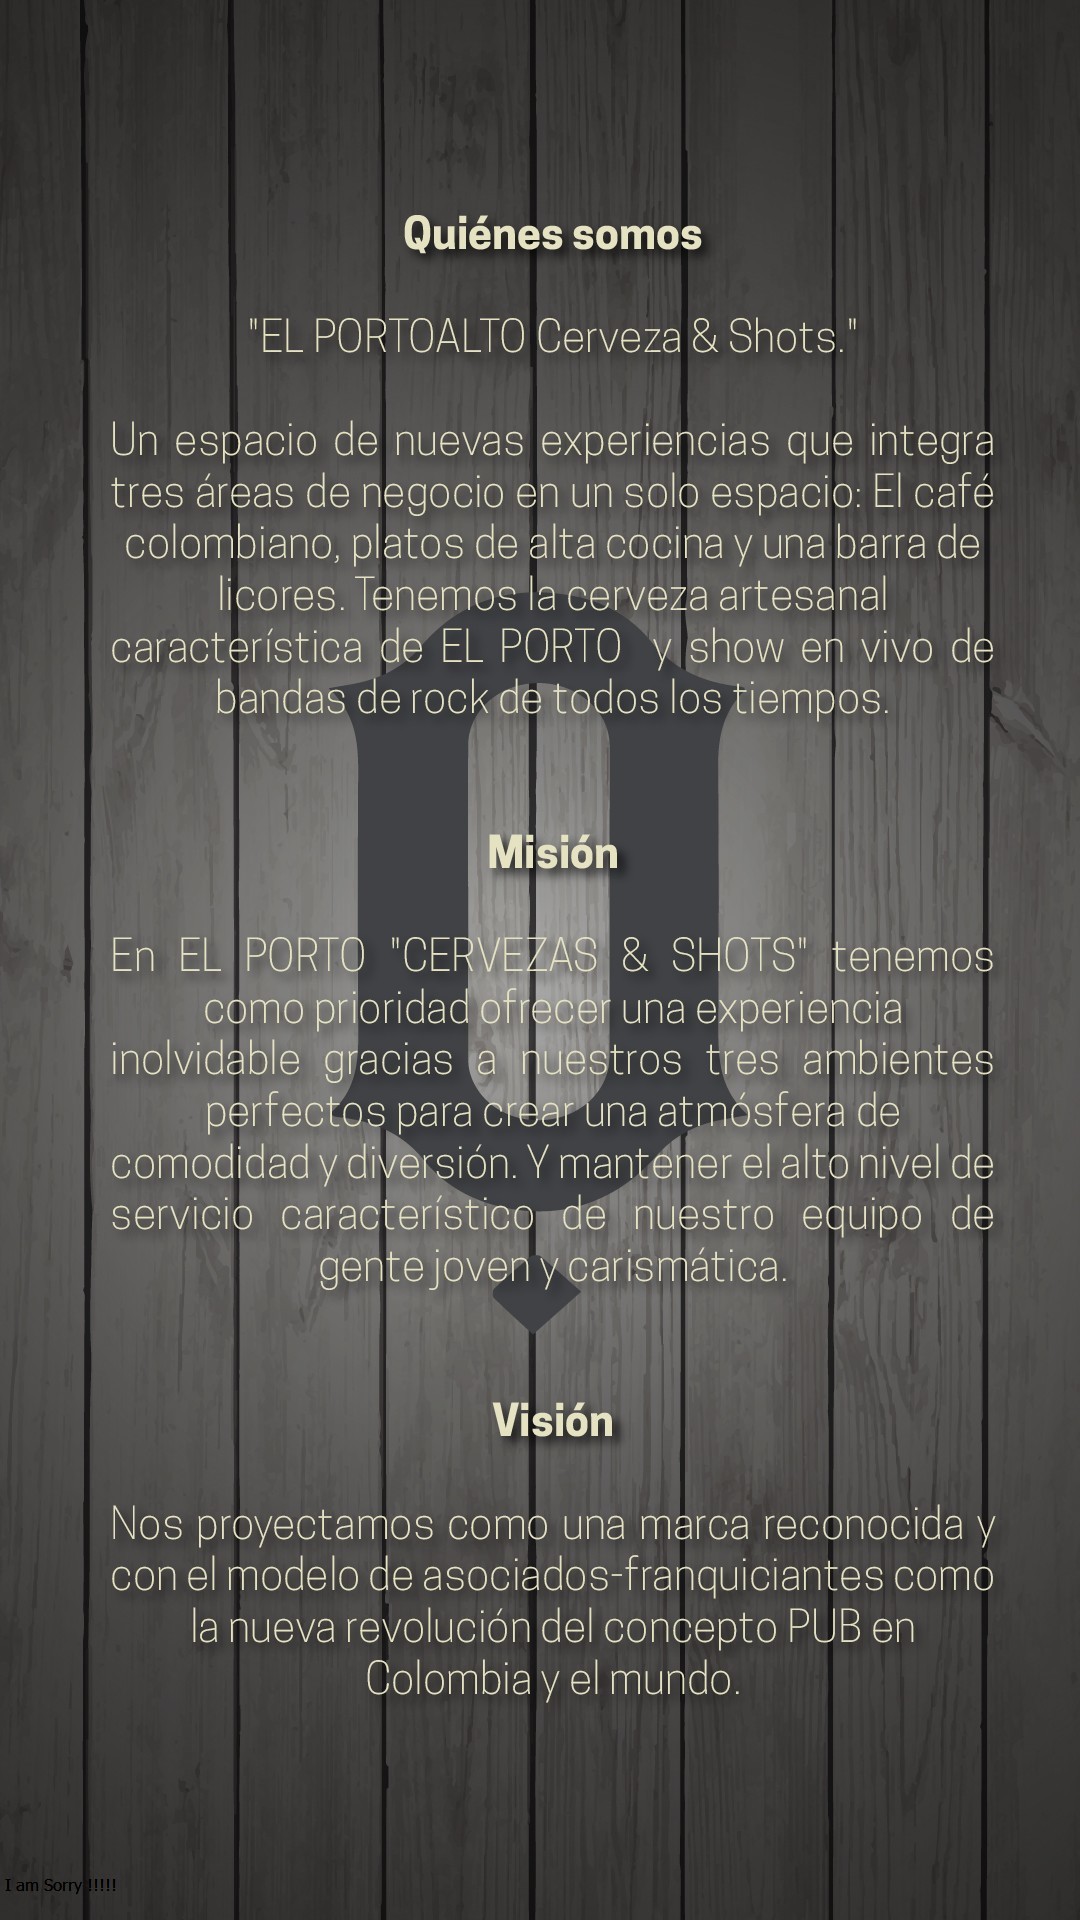 Quiénes somos
"EL PORTOALTO Cerveza & Shots."
Un espacio de nuevas experiencias que integra
tres áreas de negocio en un solo espacio: El café
colombiano, platos de alta cocina y una barra de
licores. Tenemos la cerveza artesanal
característica de EL PORTO y show en vivo de
bandas de rock de todos los tiempos.
Misión
En EL PORTO "CERVEZAS & SHOTS" tenemos
como prioridad ofrecer una experiencia
inolvidable gracias a nuestros tres ambientes
perfectos para crear una atmósfera de
comodidad y diversión. Y mantener el alto nivel de
servicio característico de nuestro equipo de
gente joven y carismática.
Visión
Nos proyectamos como una marca reconocida y
con el modelo de asociados-franquiciantes como
la nueva revolución del concepto PUB en
Colombia y el mundo.
I am Sorry !!!!!